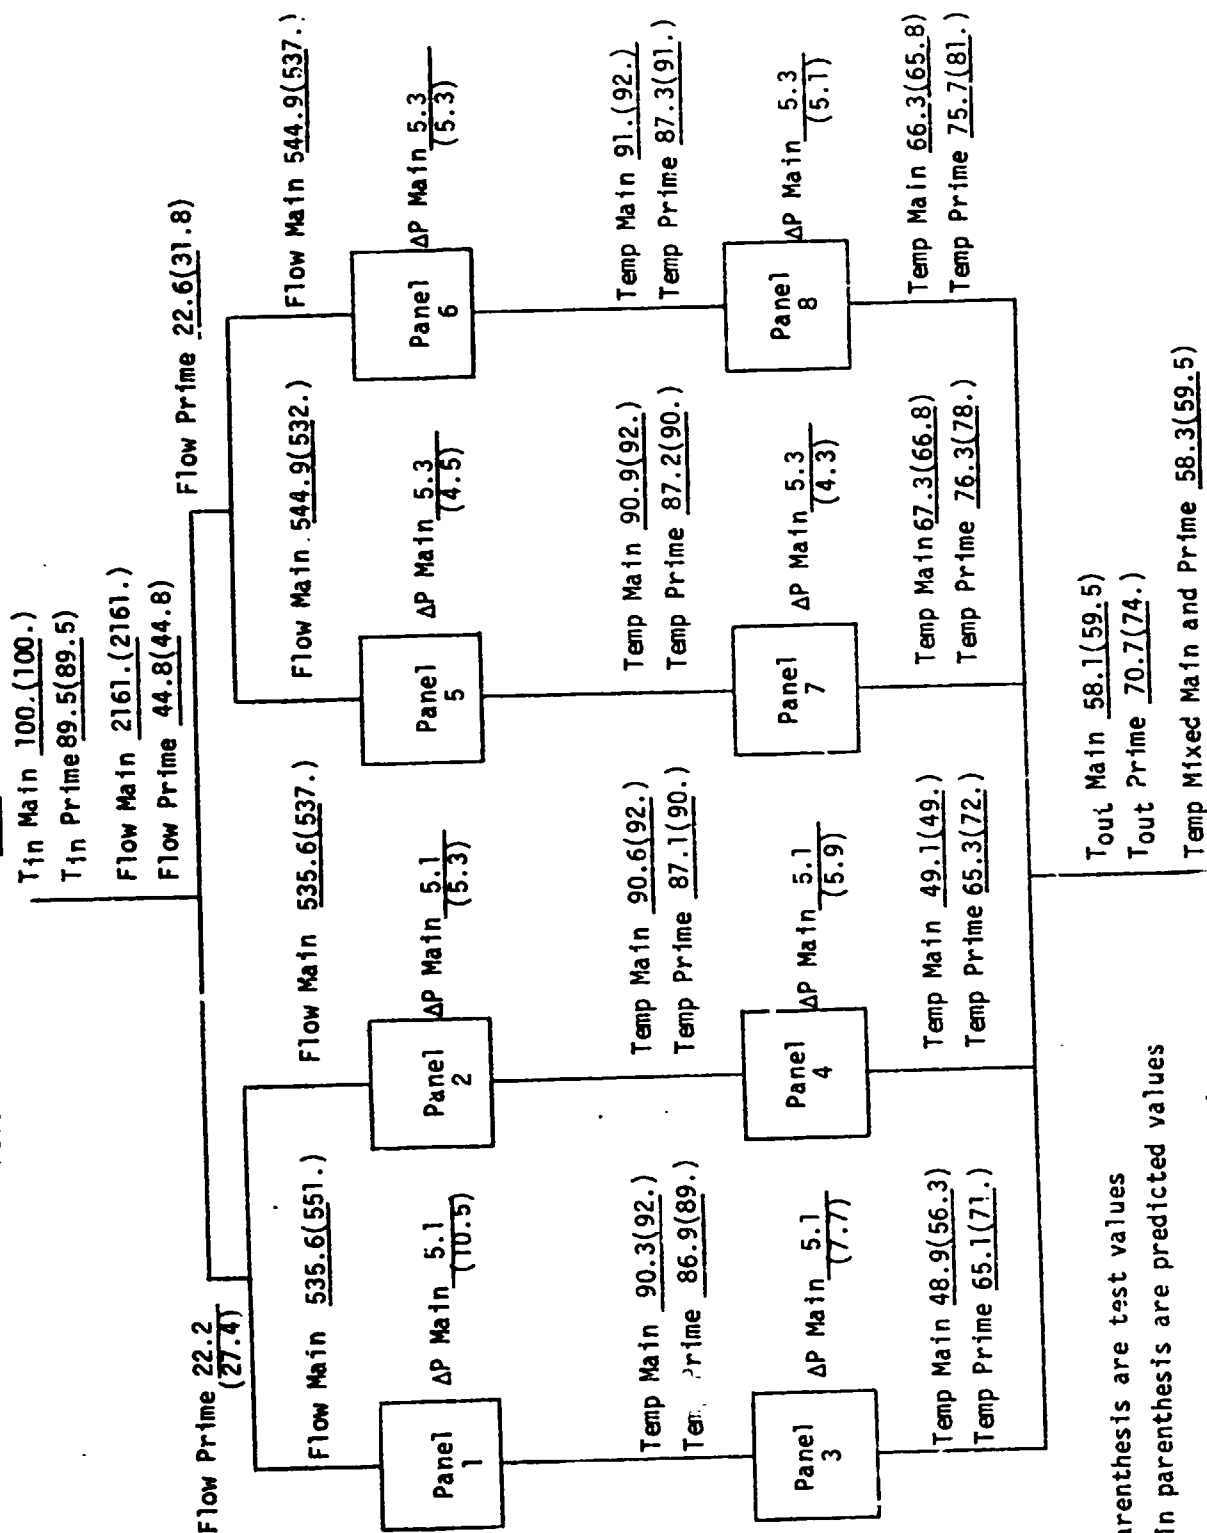 Tin Main 100.(100.)
Tin Prime 89.5(89.5)
Flow Main 2161.(2161.)
Flow Prime 44.8(44.8)
Flow Prime 22.2
(27.4)
Flow Prime 22.6(31.8)
Flow Main 535.6(551.)
Flow Main 535.6(537.)
Flow Main 544.9(532.)
Flow Main 544.9(537.
Panel
1
ΔP Main 5.1
(10.5)
Panel
2
ΔP Main 5.1
(5.3)
Panel
5
ΔP Main 5.3
(4.5)
Panel
6
ΔP Main 5.3
(5.3)
Temp Main 90.3(92.)
Prime 86.9(89.)
Temp Main 90.6(92.)
Temp Prime 87.1(90.)
Temp Main 90.9(92.)
Temp Prime 87.2(90.)
Temp Main 91.(92.)
Temp Prime 87.3(91.)
Panel
3
ΔP Main 5.1
(7.7)
Panel
4
ΔP Main 5.1
(5.9)
Panel
7
ΔP Main 5.3
(4.3)
Panel
8
ΔP Main 5.3
(5.1)
Temp Main 48.9(56.3)
Temp Prime 65.1(71.)
Temp Main 49.1(49.)
Temp Prime 65.3(72.)
Temp Main 67.3(66.8)
Temp Prime 76.3(78.)
Temp Main 66.3(65.8)
Temp Prime 75.7(81.)
Tout Main 58.1(59.5)
Tout Prime 70.7(74.)
Temp Mixed Main and Prime 58.3(59.5)
arenthesis are test values
in parenthesis are predicted values